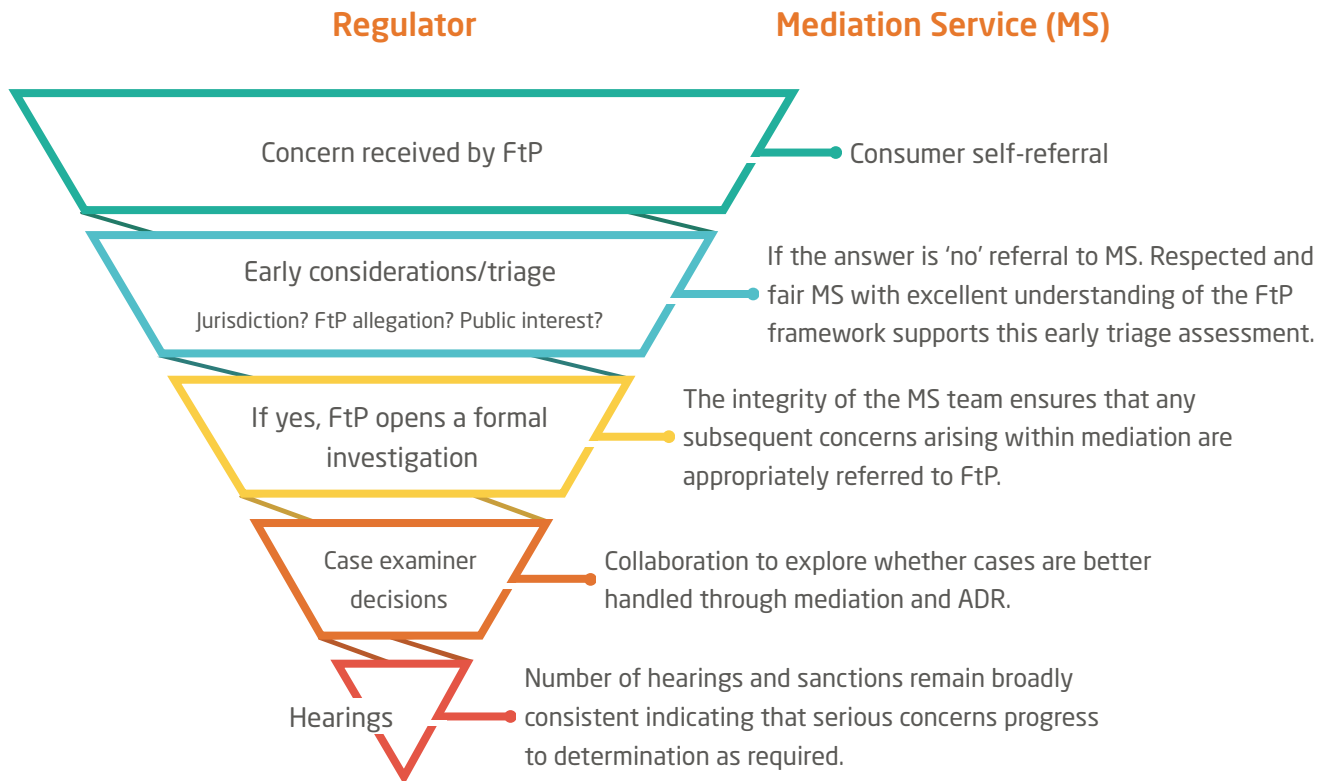 Regulator
Mediation Service (MS)
Concern received by FtP
Consumer self-referral
Early considerations/triage
Jurisdiction? FtP allegation? Public interest?
If the answer is ‘no’ referral to MS. Respected and
fair MS with excellent understanding of the FtP
framework supports this early triage assessment.
If yes, FtP opens a formal
investigation
The integrity of the MS team ensures that any
subsequent concerns arising within mediation are
appropriately referred to FtP.
Case examiner
decisions
Collaboration to explore whether cases are better
handled through mediation and ADR.
Hearings
Number of hearings and sanctions remain broadly
consistent indicating that serious concerns progress
to determination as required.